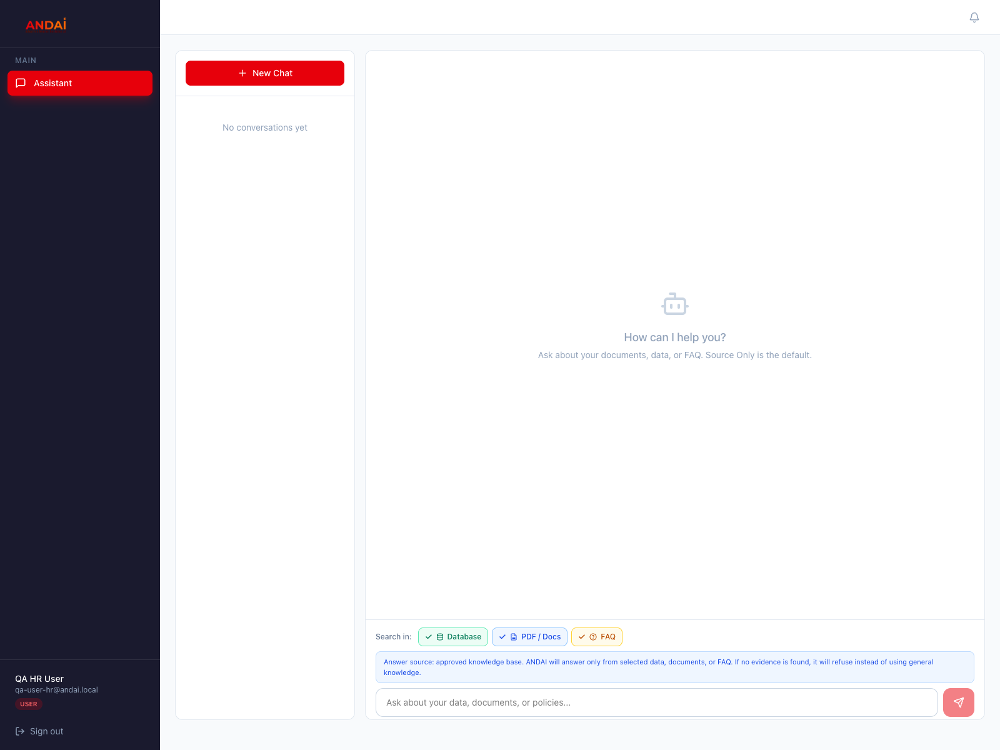 ANDAi
MAIN
Assistant
New Chat
No conversations yet
How can I help you?
Ask about your documents, data, or FAQ. Source Only is the default.
Search in:
Database
PDF / Docs
FAQ
Answer source: approved knowledge base. ANDAI will answer only from selected data, documents, or FAQ. If no evidence is found, it will refuse instead of using general
knowledge.
Ask about your data, documents, or policies...
QA HR User
qa-user-hr@andai.local
USER
Sign out